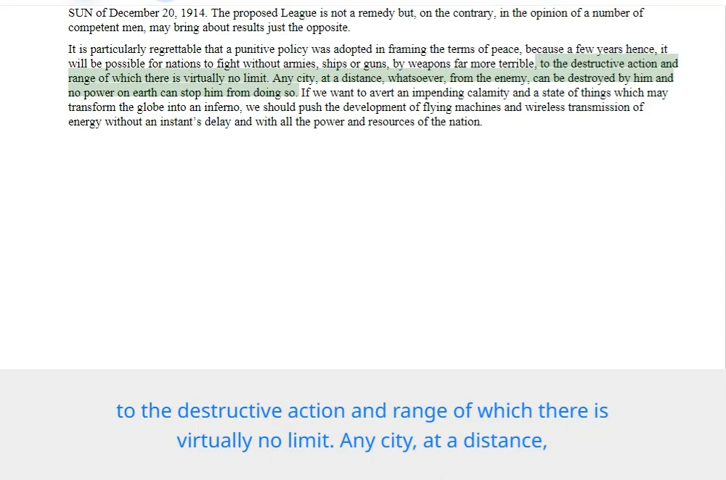 SUN of December 20, 1914. The proposed League is not a remedy but, on the contrary, in the opinion of a number of
competent men, may bring about results just the opposite.
It is particularly regrettable that a punitive policy was adopted in framing the terms of peace, because a few years hence, it
will be possible for nations to fight without armies, ships or guns, by weapons far more terrible, to the destructive action and
range of which there is virtually no limit. Any city, at a distance, whatsoever, from the enemy, can be destroyed by him and
no power on earth can stop him from doing so. If we want to avert an impending calamity and a state of things which may
transform the globe into an inferno, we should push the development of flying machines and wireless transmission of
energy without an instant's delay and with all the power and resources of the nation.
to the destructive action and range of which there is
virtually no limit. Any city, at a distance,